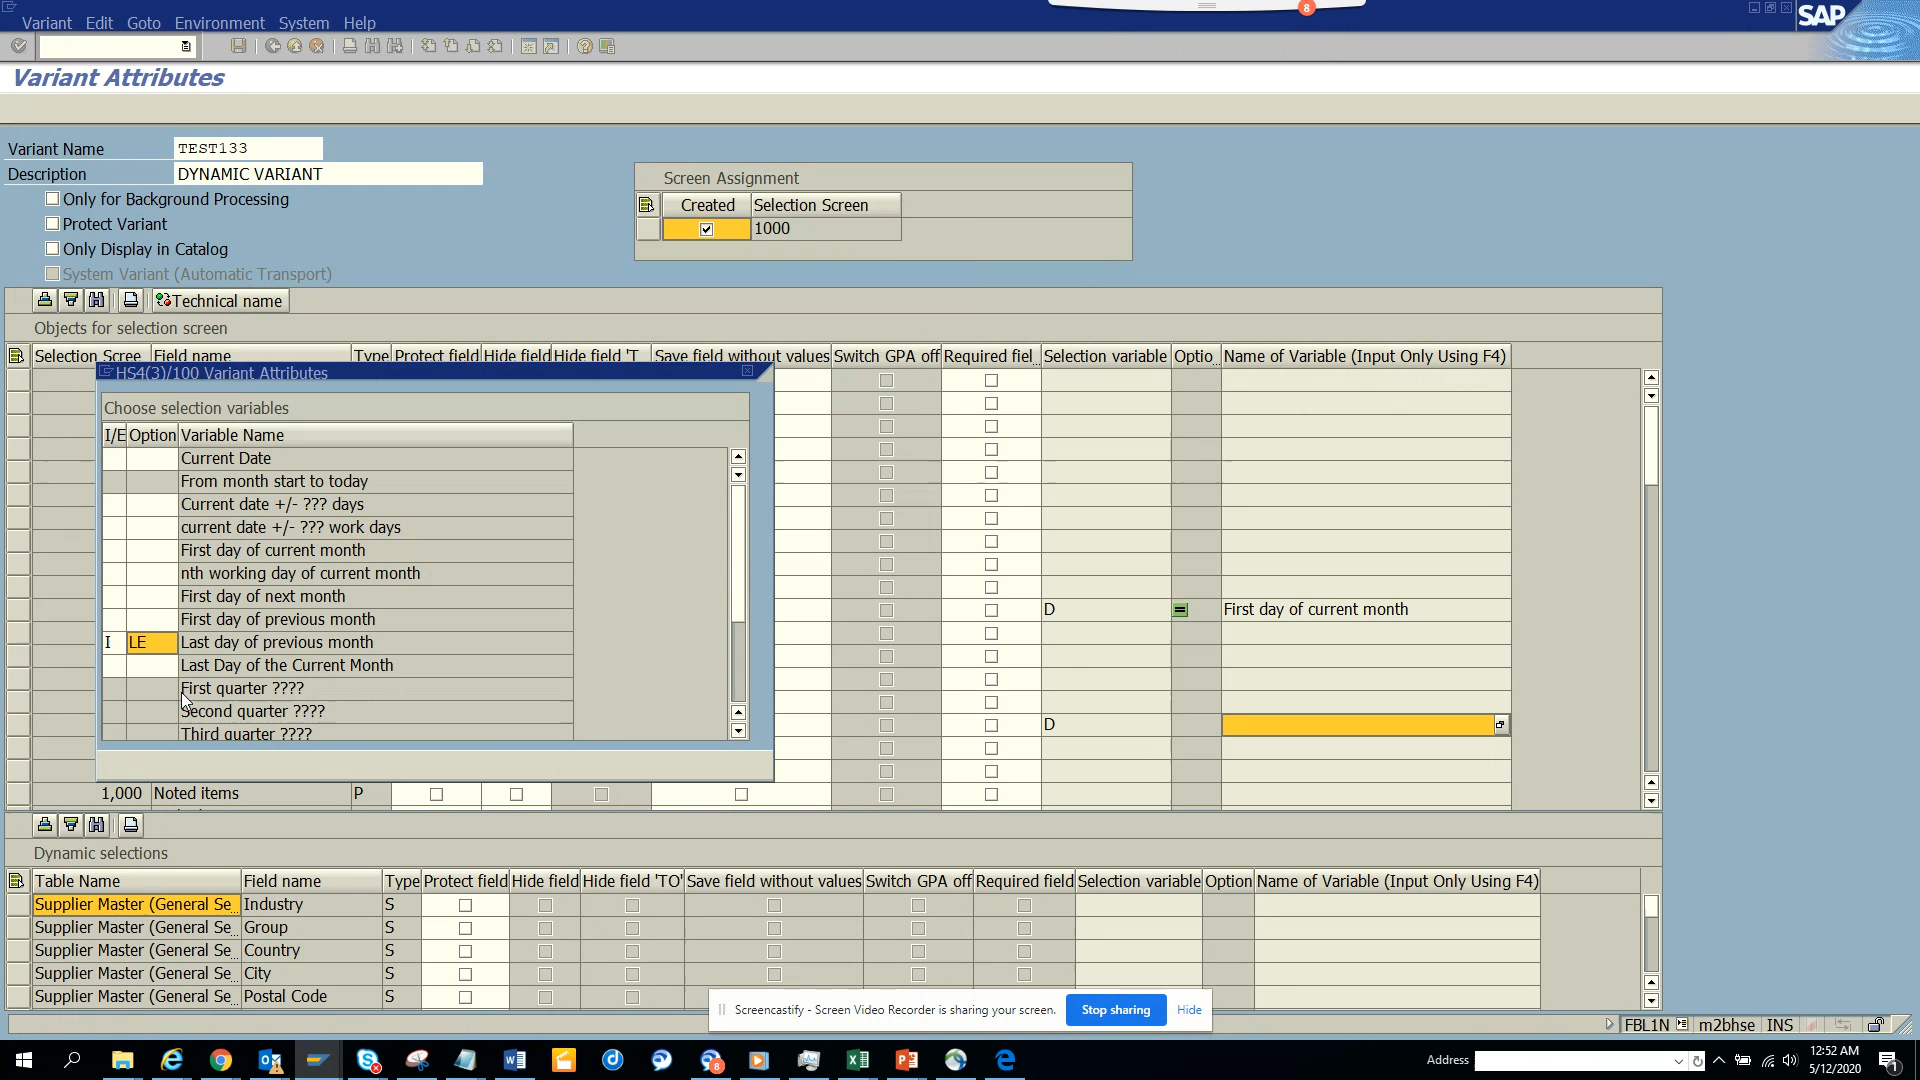 Variant Edit Goto Environment System Help
8
SAP
Variant Attributes
Variant Name TEST133
Description DYNAMIC VARIANT
Only for Background Processing
Protect Variant
Only Display in Catalog
System Variant (Automatic Transport)
Screen Assignment
Created Selection Screen
1000
Technical name
Objects for selection screen
Selection Scree Field name Type Protect field Hide field Hide field 'T Save field without values Switch GPA off Required fiel... Selection variable Optio... Name of Variable (Input Only Using F4)
HS4(3)/100 Variant Attributes
Choose selection variables
I/E Option Variable Name
Current Date
From month start to today
Current date +/- ??? days
current date +/- ??? work days
First day of current month
nth working day of current month
First day of next month
First day of previous month
I LE Last day of previous month
Last Day of the Current Month
First quarter ????
Second quarter ????
Third quarter ????
D First day of current month
D
1,000 Noted items P
Dynamic selections
Table Name Field name Type Protect field Hide field Hide field 'TO' Save field without values Switch GPA off Required field Selection variable Option Name of Variable (Input Only Using F4)
Supplier Master (General Se... Industry S
Supplier Master (General Se... Group S
Supplier Master (General Se... Country S
Supplier Master (General Se... City S
Supplier Master (General Se... Postal Code S
Screencastify - Screen Video Recorder is sharing your screen. Stop sharing Hide
FBL1N m2bhse INS
8
Address
12:52 AM
5/12/2020
1